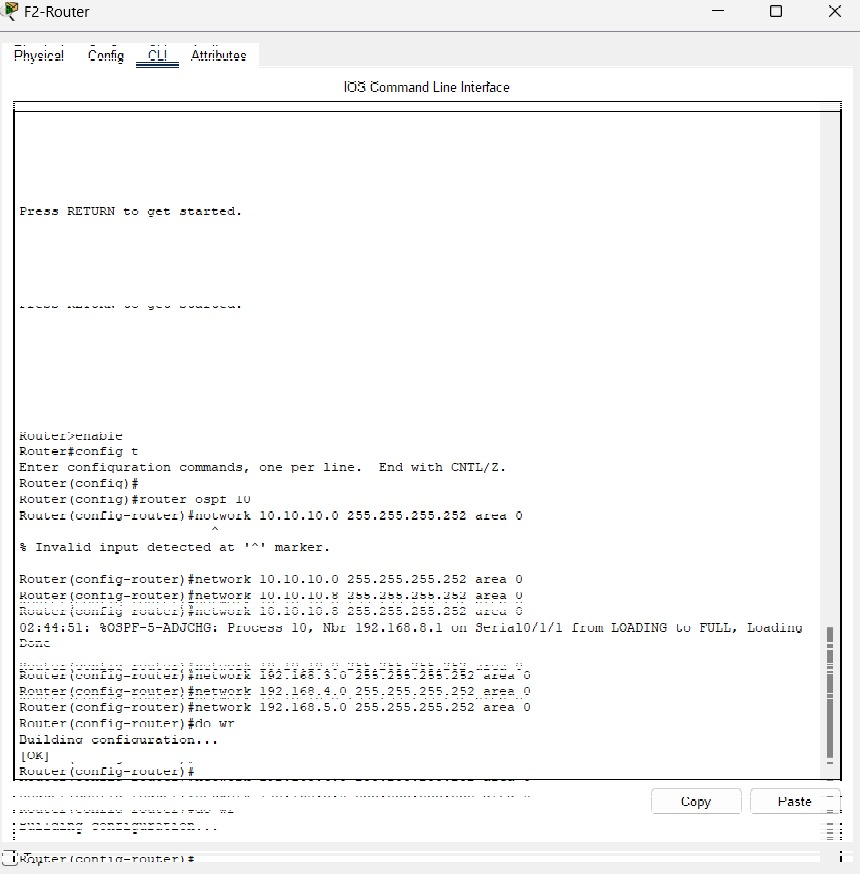 F2-Router
Physical Config CLI Attributes
IOS Command Line Interface
Press RETURN to get started.
Press RETURN to get started.
Router>enable
Router#config t
Enter configuration commands, one per line. End with CNTL/Z.
Router(config)#
Router(config)#router ospf 10
Router(config-router)#notwork 10.10.10.0 255.255.255.252 area 0
^
% Invalid input detected at '^' marker.
Router(config-router)#network 10.10.10.0 255.255.255.252 area 0
Router(config-router)#network 10.10.10.8 255.255.255.252 area 0
Router(config-router)#network 10.10.10.8 255.255.255.252 area 0
02:44:51: %OSPF-5-ADJCHG: Process 10, Nbr 192.168.8.1 on Serial0/1/1 from LOADING to FULL, Loading
Done
Router(config-router)#network 192.168.3.0 255.255.255.252 area 0
Router(config-router)#network 192.168.4.0 255.255.255.252 area 0
Router(config-router)#network 192.168.5.0 255.255.255.252 area 0
Router(config-router)#do wr
Building configuration...
[OK]
Router(config-router)#
Copy Paste
Building configuration...
Router(config-router)#